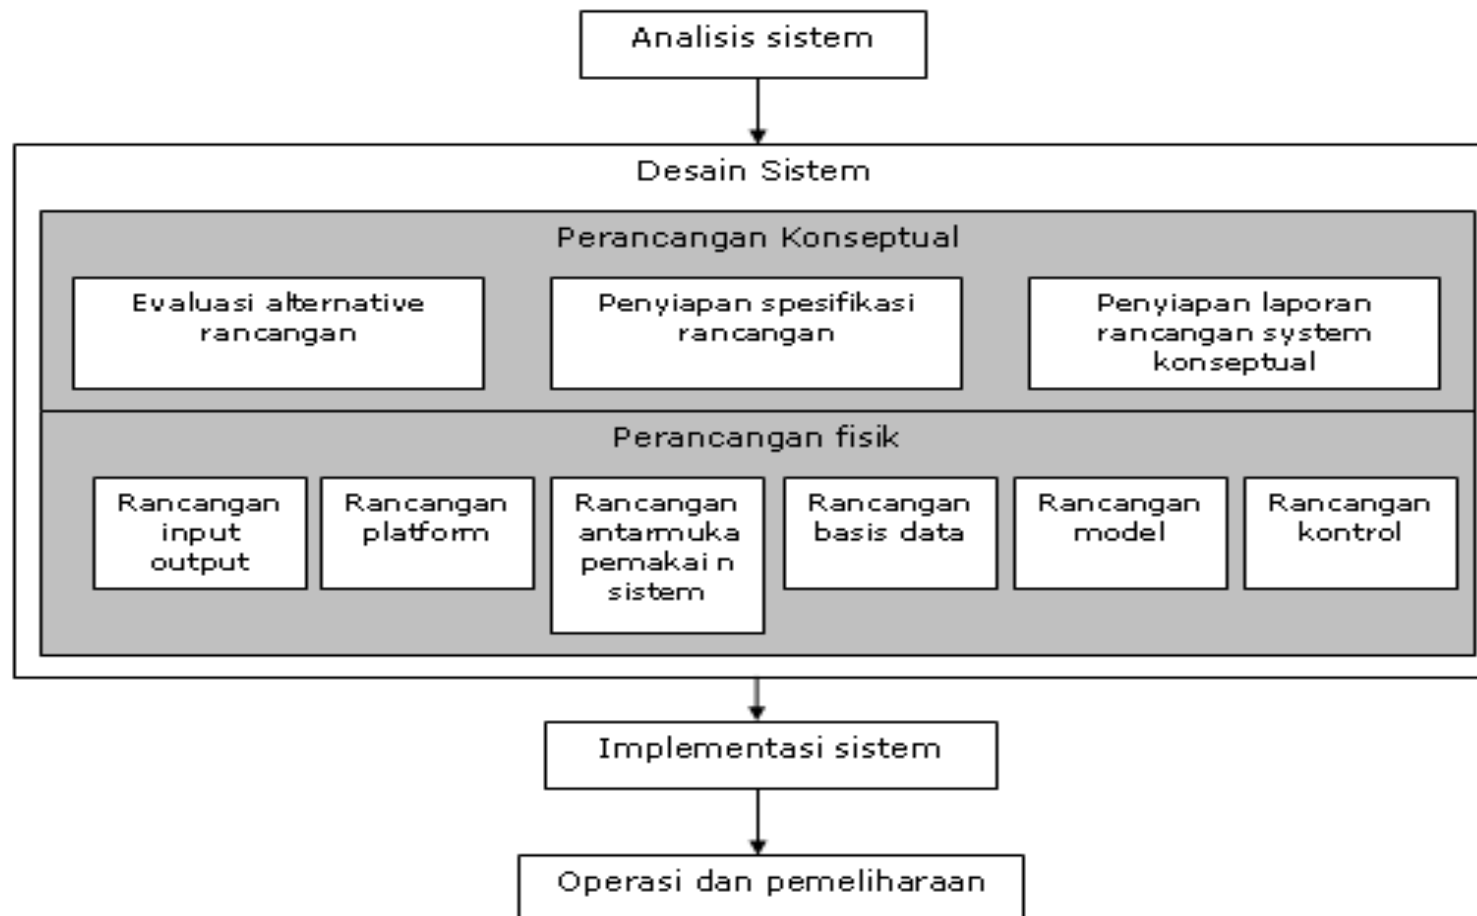 Analisis sistem
Desain Sistem
Perancangan Konseptual
Evaluasi alternative
rancangan
Penyiapan spesifikasi
rancangan
Penyiapan laporan
rancangan system
konseptual
Perancangan fisik
Rancangan
input
output
Rancangan
platform
Rancangan
antarmuka
pemakai n
sistem
Rancangan
basis data
Rancangan
model
Rancangan
kontrol
Implementasi sistem
Operasi dan pemeliharaan